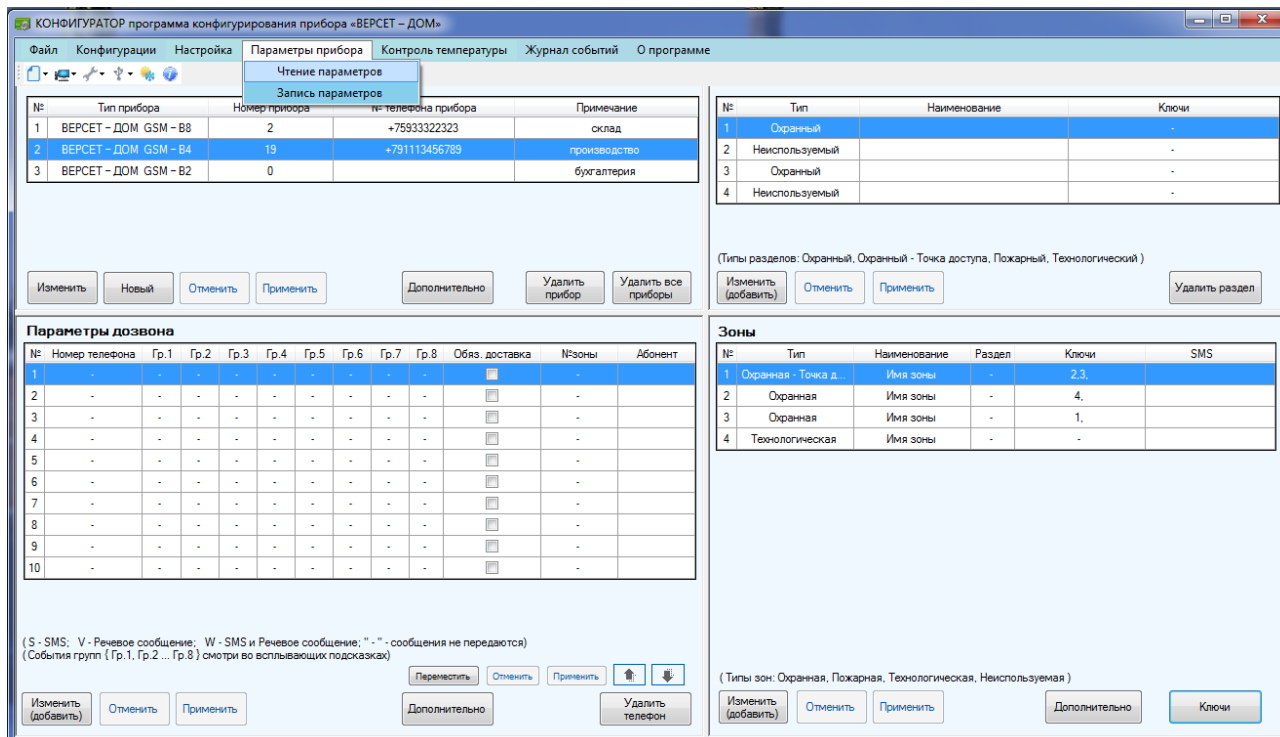 КОНФИГУРАТОР программа конфигурирования прибора «ВЕРСЕТ – ДОМ»
Файл Конфигурации Настройка Параметры прибора Контроль температуры Журнал событий О программе
Чтение параметров
Запись параметров
№ Тип прибора Номер прибора № телефона прибора Примечание
1 ВЕРСЕТ – ДОМ GSM – В8 2 +75933322323 склад
2 ВЕРСЕТ – ДОМ GSM – В4 19 +791113456789 производство
3 ВЕРСЕТ – ДОМ GSM – В2 0 бухгалтерия
Изменить Новый Отменить Применить Дополнительно Удалить прибор Удалить все приборы
№ Тип Наименование Ключи
1 Охранный -
2 Неиспользуемый -
3 Охранный -
4 Неиспользуемый -
(Типы разделов: Охранный, Охранный - Точка доступа, Пожарный, Технологический )
Изменить (добавить) Отменить Применить Удалить раздел
Параметры дозвона
№ Номер телефона Гр.1 Гр.2 Гр.3 Гр.4 Гр.5 Гр.6 Гр.7 Гр.8 Обяз. доставка №зоны Абонент
1 - - - - - - - - - -
2 - - - - - - - - - -
3 - - - - - - - - - -
4 - - - - - - - - - -
5 - - - - - - - - - -
6 - - - - - - - - - -
7 - - - - - - - - - -
8 - - - - - - - - - -
9 - - - - - - - - - -
10 - - - - - - - - - -
( S - SMS; V - Речевое сообщение; W - SMS и Речевое сообщение; " - " - сообщения не передаются)
(События групп { Гр.1, Гр.2 ... Гр.8 } смотри во всплывающих подсказках)
Переместить Отменить Применить
Изменить (добавить) Отменить Применить Дополнительно Удалить телефон
Зоны
№ Тип Наименование Раздел Ключи SMS
1 Охранная - Точка д... Имя зоны - 2,3,
2 Охранная Имя зоны - 4,
3 Охранная Имя зоны - 1,
4 Технологическая Имя зоны - -
( Типы зон: Охранная, Пожарная, Технологическая, Неиспользуемая )
Изменить (добавить) Отменить Применить Дополнительно Ключи